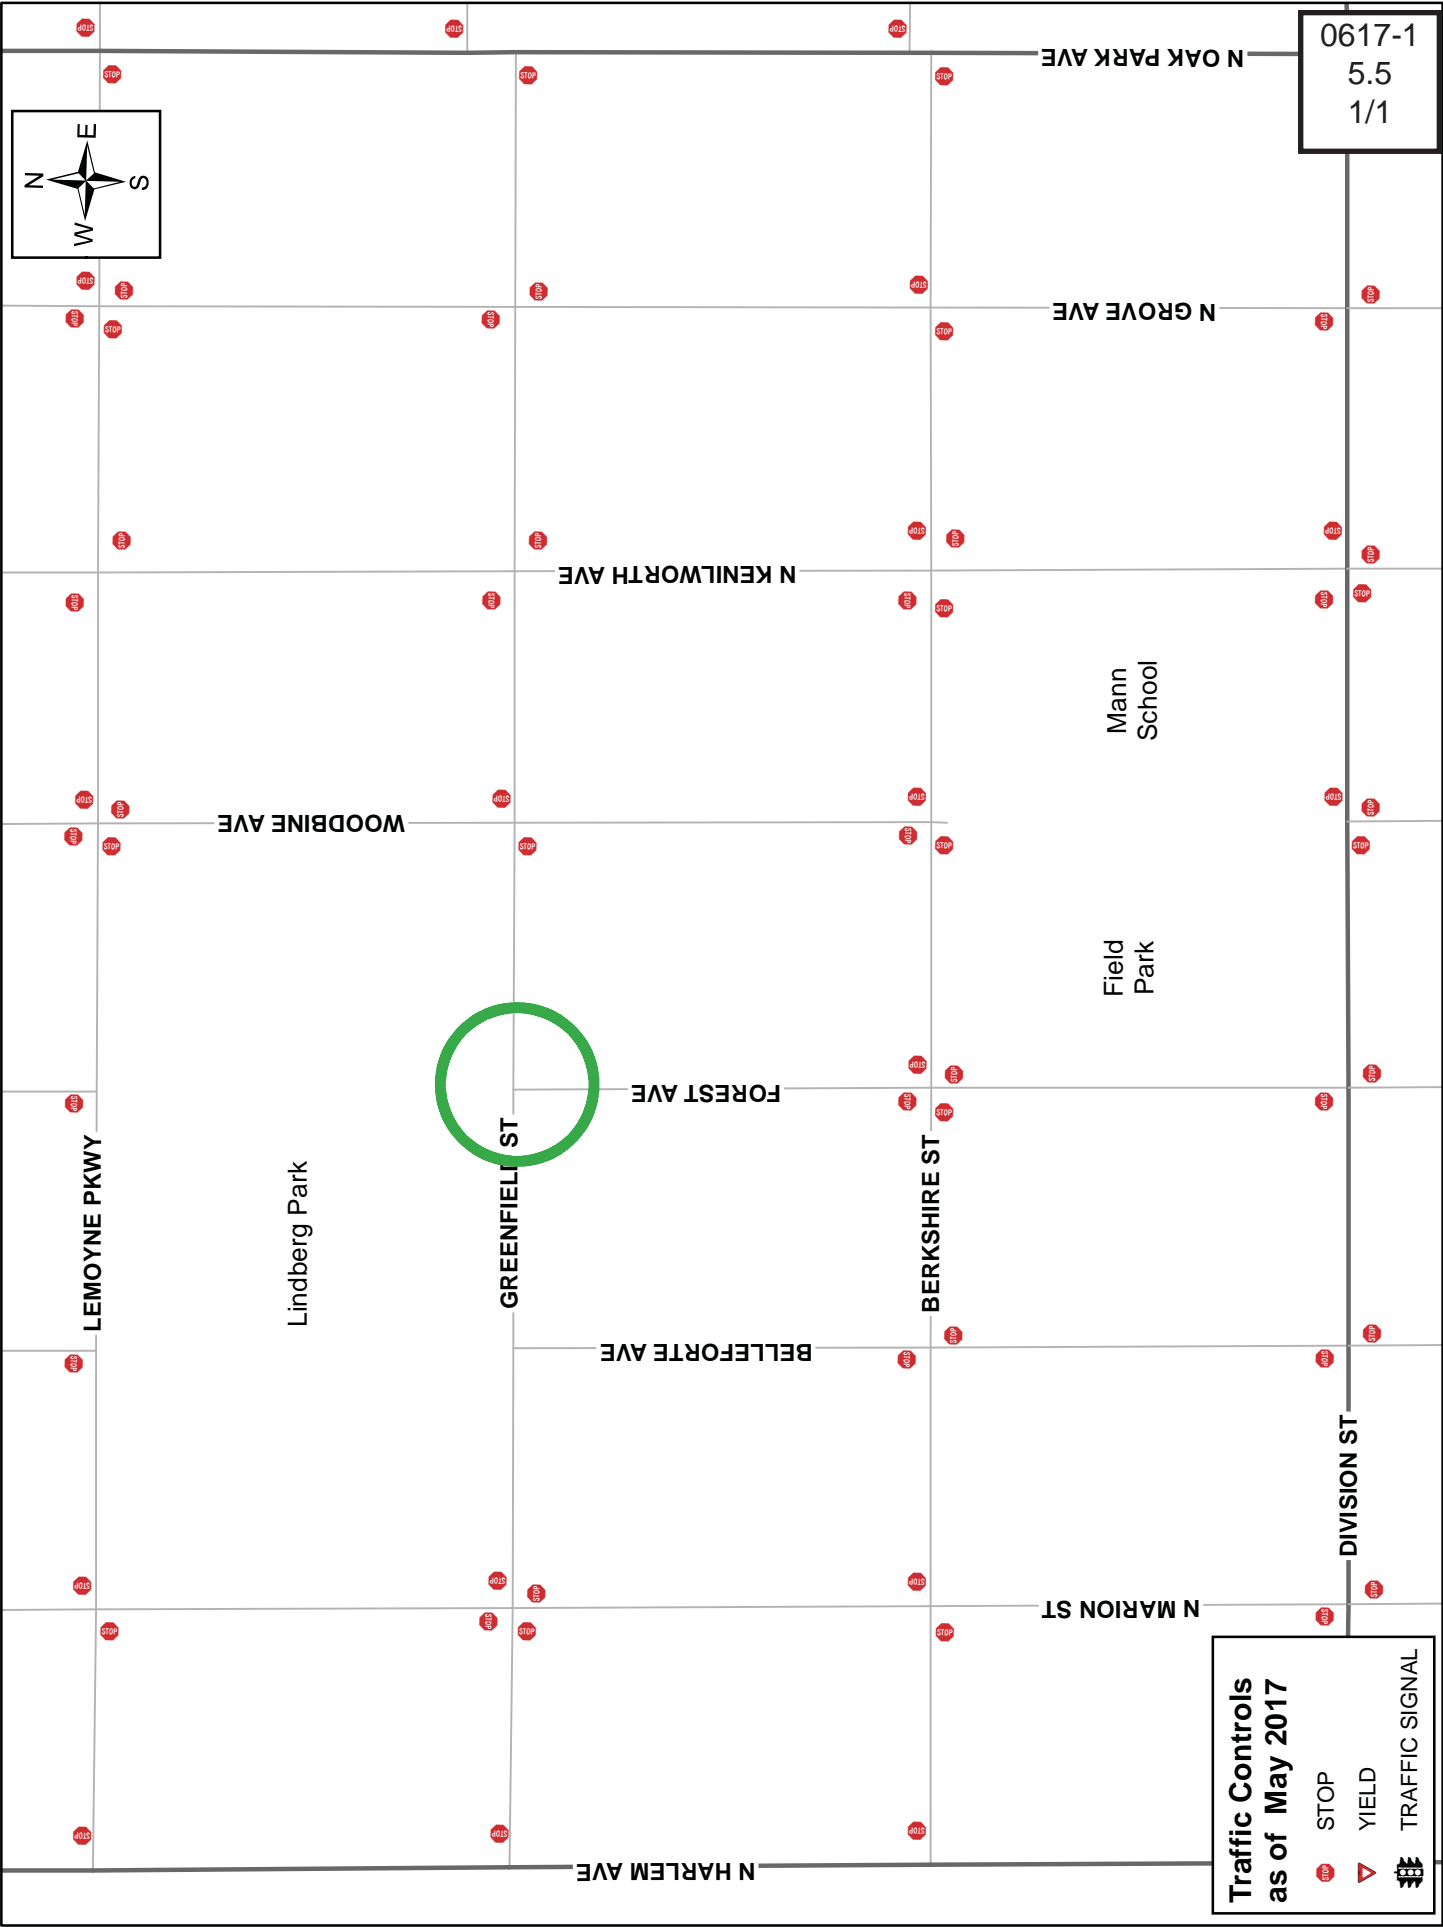 0617-1
5.5
1/1
N
E
S
W
N OAK PARK AVE
N GROVE AVE
N KENILWORTH AVE
WOODBINE AVE
FOREST AVE
BELLEFORTE AVE
N MARION ST
N HARLEM AVE
LEMOYNE PKWY
GREENFIELD ST
BERKSHIRE ST
DIVISION ST
Lindberg Park
Mann
School
Field
Park
Traffic Controls
as of May 2017
STOP
STOP
YIELD
TRAFFIC SIGNAL